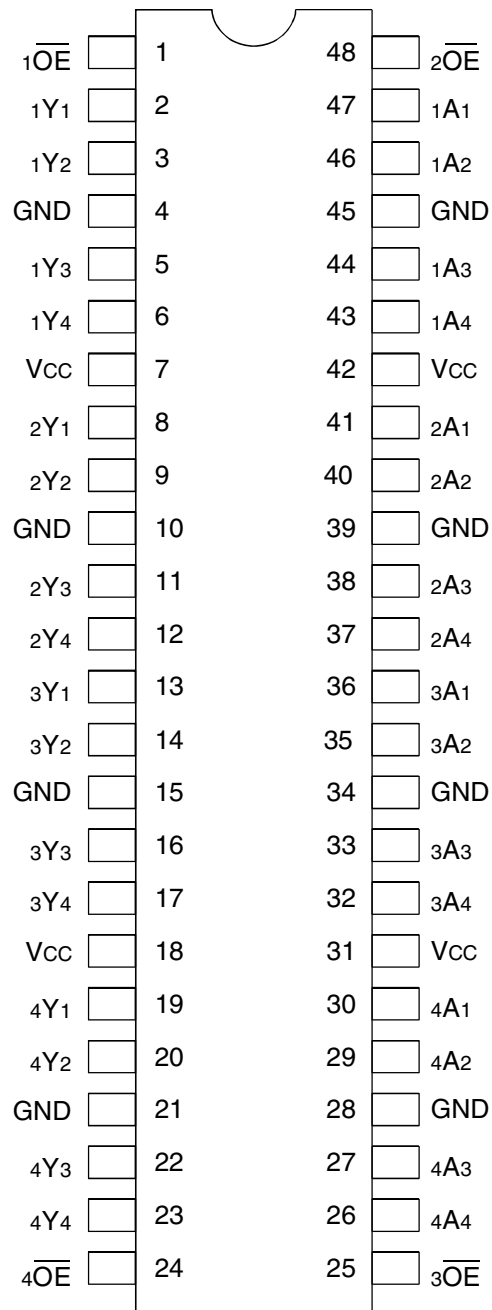 1OE 1 48 2OE
1Y1 2 47 1A1
1Y2 3 46 1A2
GND 4 45 GND
1Y3 5 44 1A3
1Y4 6 43 1A4
VCC 7 42 VCC
2Y1 8 41 2A1
2Y2 9 40 2A2
GND 10 39 GND
2Y3 11 38 2A3
2Y4 12 37 2A4
3Y1 13 36 3A1
3Y2 14 35 3A2
GND 15 34 GND
3Y3 16 33 3A3
3Y4 17 32 3A4
VCC 18 31 VCC
4Y1 19 30 4A1
4Y2 20 29 4A2
GND 21 28 GND
4Y3 22 27 4A3
4Y4 23 26 4A4
4OE 24 25 3OE